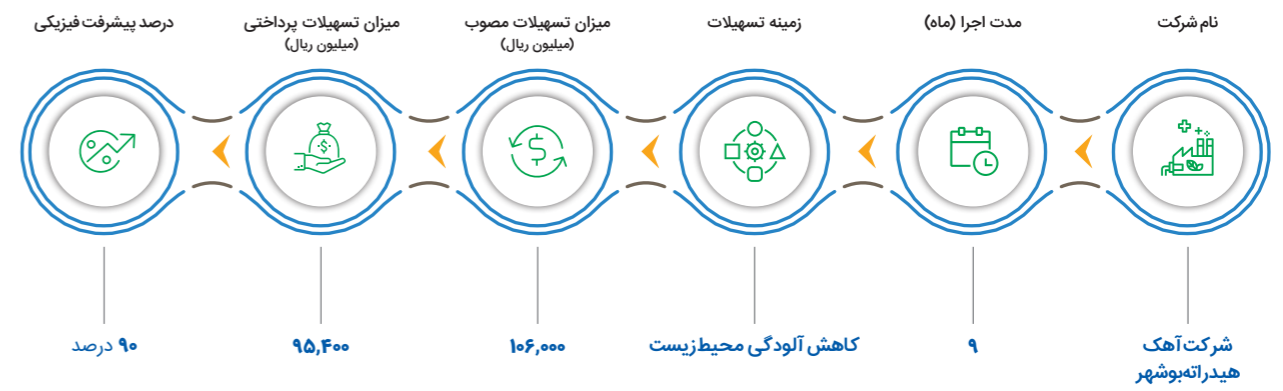 نام شرکت
مدت اجرا (ماه)
زمینه تسهیلات
میزان تسهیلات مصوب
(میلیون ریال)
میزان تسهیلات پرداختی
(میلیون ریال)
درصد پیشرفت فیزیکی
شرکت آهک
هیدراته‌بوشهر
۹
کاهش آلودگی محیط‌زیست
۱۰۶,۰۰۰
۹۵,۴۰۰
۹۰ درصد